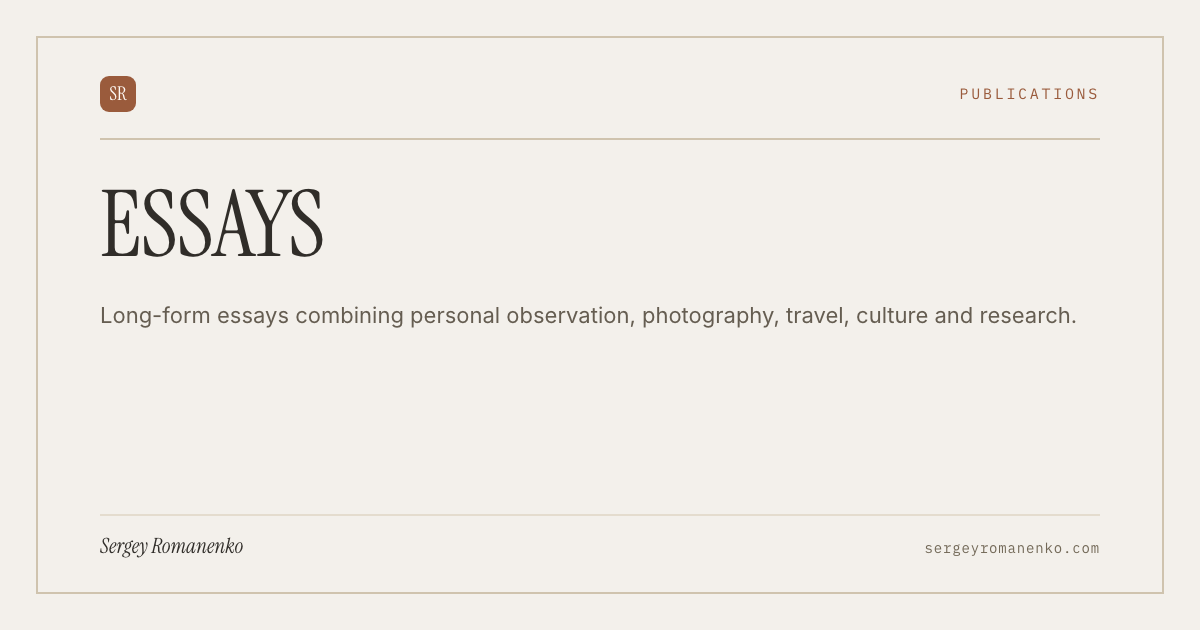 SR
PUBLICATIONS
ESSAYS
Long-form essays combining personal observation, photography, travel, culture and research.
Sergey Romanenko
sergeyromanenko.com